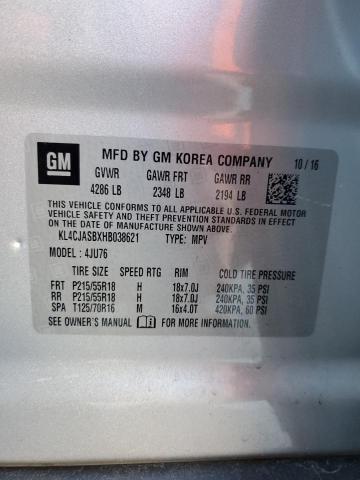 GM MFD BY GM KOREA COMPANY 10/16
GVWR GAWR FRT GAWR RR
4286 LB 2348 LB 2194 LB
THIS VEHICLE CONFORMS TO ALL APPLICABLE U.S. FEDERAL MOTOR
VEHICLE SAFETY, BUMPER, AND THEFT PREVENTION STANDARDS IN
EFFECT ON THE DATE OF MANUFACTURE SHOWN ABOVE.
KL4CJASBXHB038621 TYPE: MPV
MODEL : 4JU76
TIRE SIZE SPEED RTG RIM COLD TIRE PRESSURE
FRT P215/55R18 H 18x7.0J 240KPA, 35 PSI
RR P215/55R18 H 18x7.0J 240KPA, 35 PSI
SPA T125/70R16 M 16x4.0T 420KPA, 60 PSI
SEE OWNER'S MANUAL FOR ADDITIONAL INFORMATION